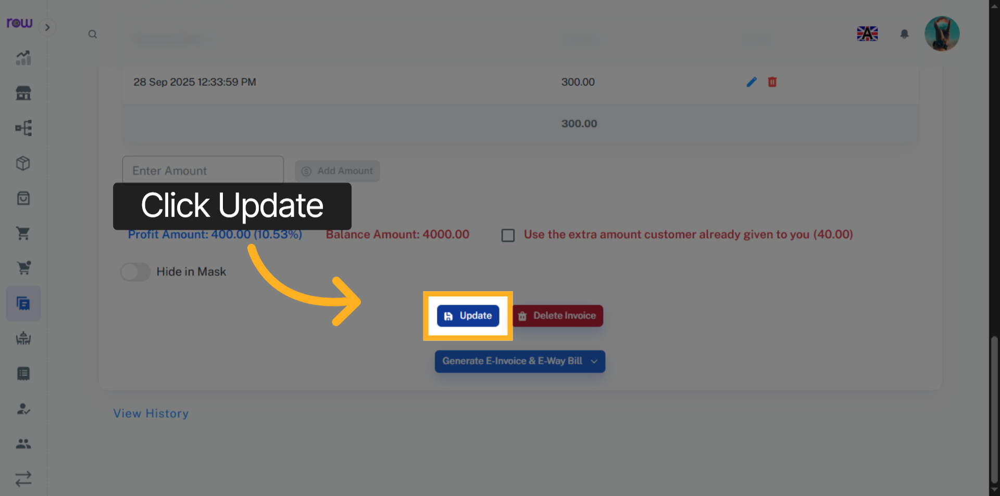 row
A
28 Sep 2025 12:33:59 PM 300.00
300.00
Enter Amount Add Amount
Click Update
Profit Amount: 400.00 (10.53%) Balance Amount: 4000.00 Use the extra amount customer already given to you (40.00)
Hide in Mask
Update Delete Invoice
Generate E-Invoice & E-Way Bill
View History